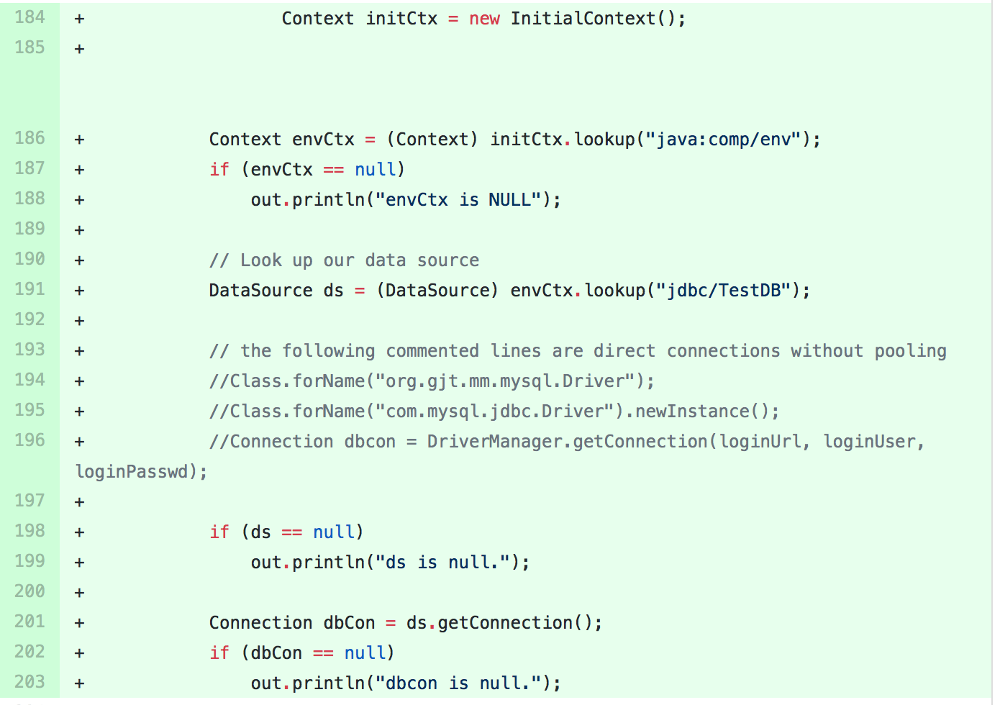 184 + Context initCtx = new InitialContext();
185 +
186 + Context envCtx = (Context) initCtx.lookup("java:comp/env");
187 + if (envCtx == null)
188 + out.println("envCtx is NULL");
189 +
190 + // Look up our data source
191 + DataSource ds = (DataSource) envCtx.lookup("jdbc/TestDB");
192 +
193 + // the following commented lines are direct connections without pooling
194 + //Class.forName("org.gjt.mm.mysql.Driver");
195 + //Class.forName("com.mysql.jdbc.Driver").newInstance();
196 + //Connection dbcon = DriverManager.getConnection(loginUrl, loginUser,
loginPasswd);
197 +
198 + if (ds == null)
199 + out.println("ds is null.");
200 +
201 + Connection dbCon = ds.getConnection();
202 + if (dbCon == null)
203 + out.println("dbcon is null.");